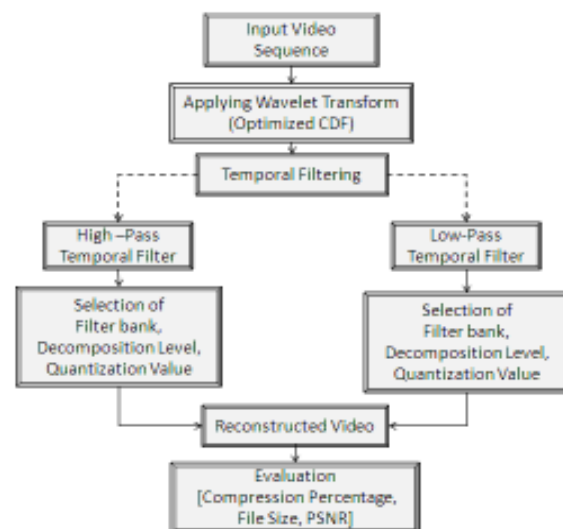 Input Video
Sequence
Applying Wavelet Transform
(Optimized CDF)
Temporal Filtering
High –Pass
Temporal Filter
Low-Pass
Temporal Filter
Selection of
Filter bank,
Decomposition Level,
Quantization Value
Selection of
Filter bank,
Decomposition Level,
Quantization Value
Reconstructed Video
Evaluation
[Compression Percentage,
File Size, PSNR]